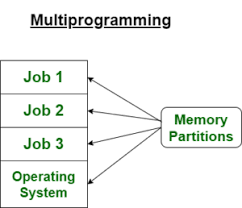 Multiprogramming
Job 1
Job 2
Job 3
Operating
System
Memory
Partitions